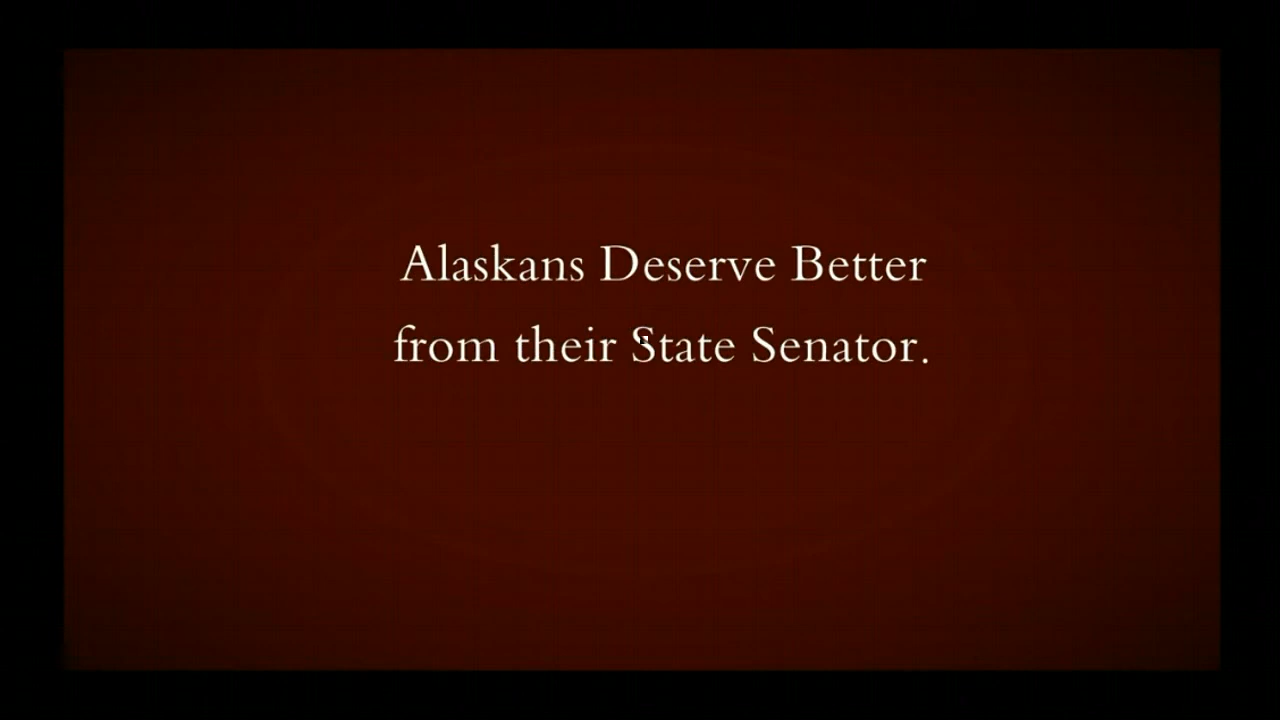 Alaskans Deserve Better
from their State Senator.